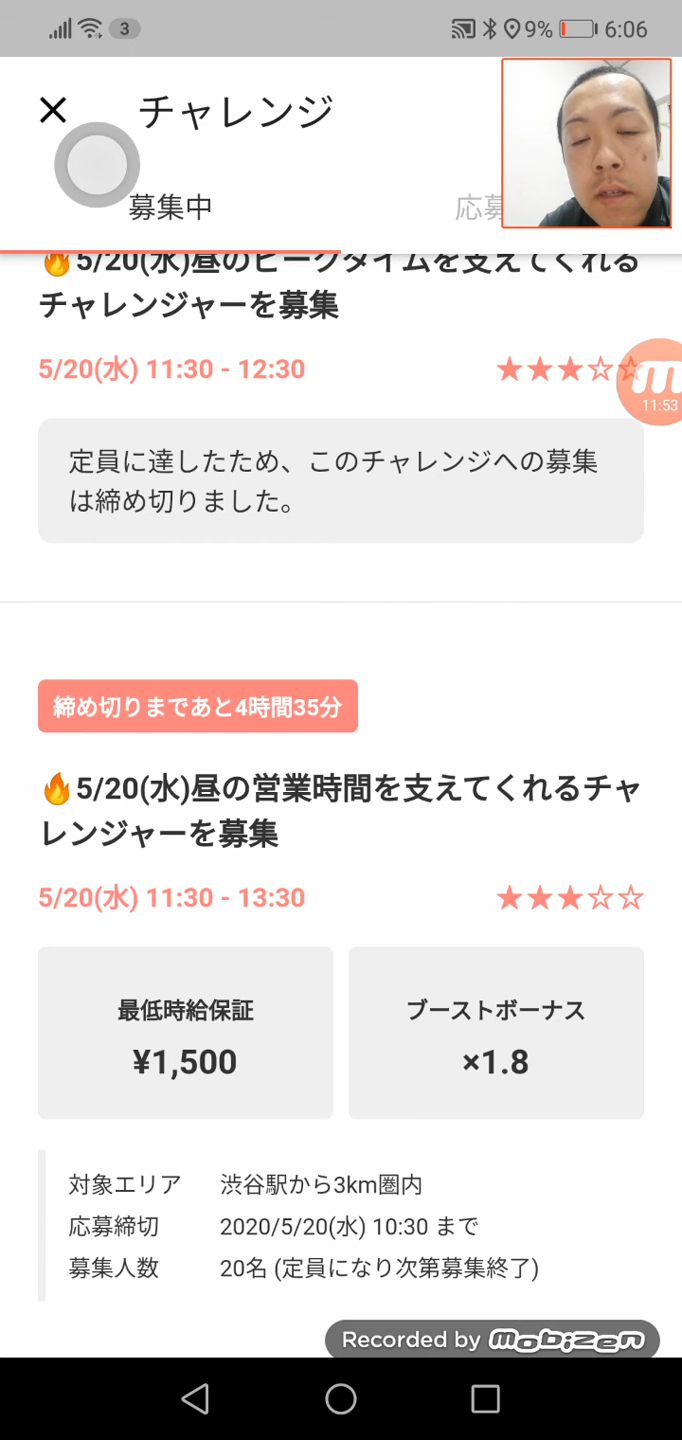 3
9% 6:06
チャレンジ
募集中
応募
🔥5/20(水)昼のピークタイムを支えてくれる
チャレンジャーを募集
5/20(水) 11:30 - 12:30
★★★☆☆
m
11:53
定員に達したため、このチャレンジへの募集
は締め切りました。
締め切りまであと4時間35分
🔥5/20(水)昼の営業時間を支えてくれるチャ
レンジャーを募集
5/20(水) 11:30 - 13:30
★★★☆☆
最低時給保証
¥1,500
ブーストボーナス
×1.8
対象エリア 渋谷駅から3km圏内
応募締切 2020/5/20(水) 10:30 まで
募集人数 20名 (定員になり次第募集終了)
Recorded by mobizen